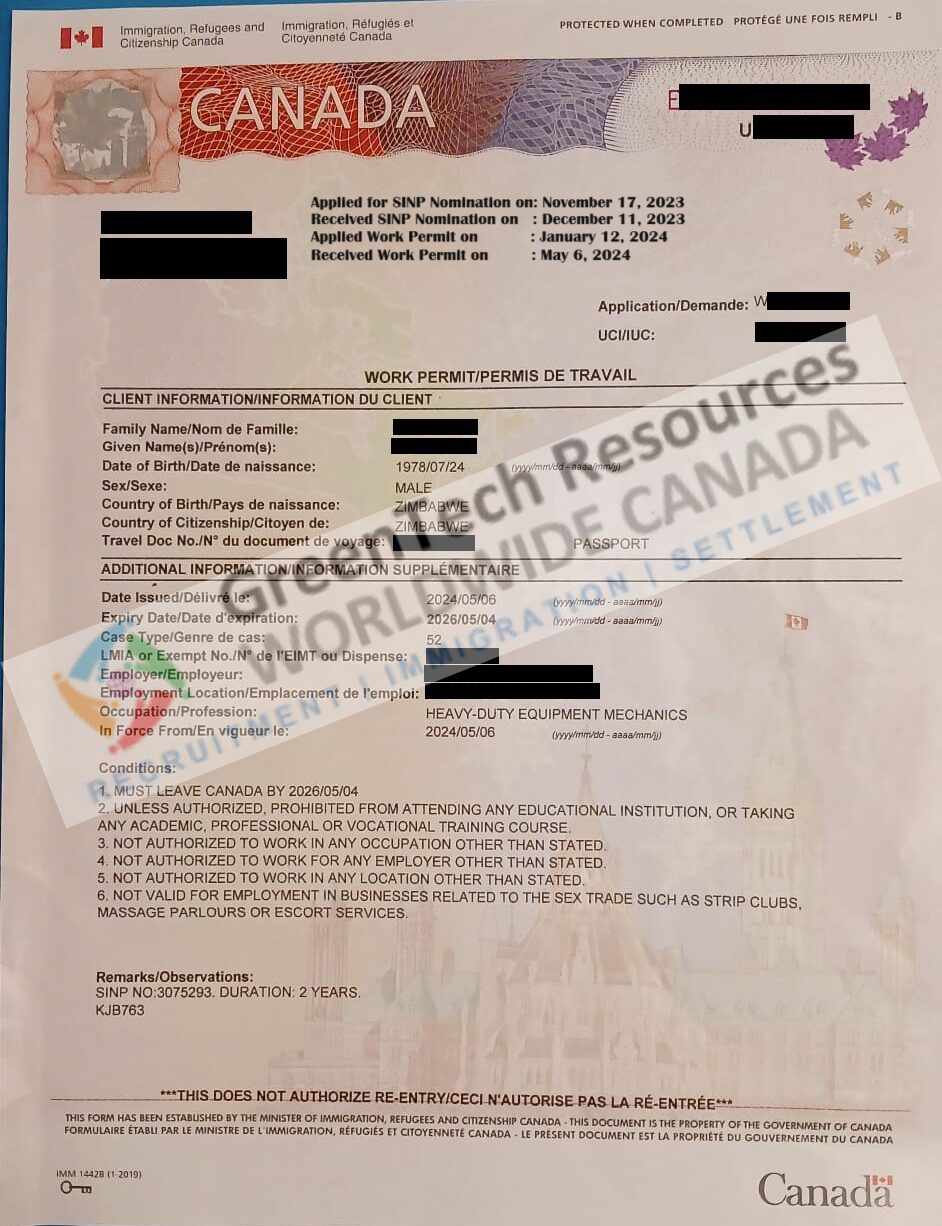 Immigration, Refugees and Citizenship Canada
Immigration, Réfugiés et Citoyenneté Canada
PROTECTED WHEN COMPLETED PROTÉGÉ UNE FOIS REMPLI - B
CANADA
U
Applied for SINP Nomination on: November 17, 2023
Received SINP Nomination on : December 11, 2023
Applied Work Permit on : January 12, 2024
Received Work Permit on : May 6, 2024
Application/Demande: W
UCI/IUC:
WORK PERMIT/PERMIS DE TRAVAIL
CLIENT INFORMATION/INFORMATION DU CLIENT
Family Name/Nom de Famille:
Given Name(s)/Prénom(s):
Date of Birth/Date de naissance: 1978/07/24 (yyyy/mm/dd - aaaa/mm/jj)
Sex/Sexe: MALE
Country of Birth/Pays de naissance: ZIMBABWE
Country of Citizenship/Citoyen de: ZIMBABWE
Travel Doc No./N° du document de voyage: PASSPORT
ADDITIONAL INFORMATION/INFORMATION SUPPLÉMENTAIRE
Date Issued/Délivré le: 2024/05/06 (yyyy/mm/dd - aaaa/mm/jj)
Expiry Date/Date d'expiration: 2026/05/04 (yyyy/mm/dd - aaaa/mm/jj)
Case Type/Genre de cas: 52
LMIA or Exempt No./N° de l'EIMT ou Dispense:
Employer/Employeur:
Employment Location/Emplacement de l'emploi:
Occupation/Profession: HEAVY-DUTY EQUIPMENT MECHANICS
In Force From/En vigueur le: 2024/05/06 (yyyy/mm/dd - aaaa/mm/jj)
GreenTech Resources
WORLDWIDE CANADA
RECRUITMENT | IMMIGRATION | SETTLEMENT
Conditions:
1. MUST LEAVE CANADA BY 2026/05/04
2. UNLESS AUTHORIZED, PROHIBITED FROM ATTENDING ANY EDUCATIONAL INSTITUTION, OR TAKING
ANY ACADEMIC, PROFESSIONAL OR VOCATIONAL TRAINING COURSE.
3. NOT AUTHORIZED TO WORK IN ANY OCCUPATION OTHER THAN STATED.
4. NOT AUTHORIZED TO WORK FOR ANY EMPLOYER OTHER THAN STATED.
5. NOT AUTHORIZED TO WORK IN ANY LOCATION OTHER THAN STATED.
6. NOT VALID FOR EMPLOYMENT IN BUSINESSES RELATED TO THE SEX TRADE SUCH AS STRIP CLUBS,
MASSAGE PARLOURS OR ESCORT SERVICES.
Remarks/Observations:
SINP NO:3075293. DURATION: 2 YEARS.
KJB763
***THIS DOES NOT AUTHORIZE RE-ENTRY/CECI N'AUTORISE PAS LA RÉ-ENTRÉE***
THIS FORM HAS BEEN ESTABLISHED BY THE MINISTER OF IMMIGRATION, REFUGEES AND CITIZENSHIP CANADA - THIS DOCUMENT IS THE PROPERTY OF THE GOVERNMENT OF CANADA
FORMULAIRE ÉTABLI PAR LE MINISTRE DE L'IMMIGRATION, RÉFUGIÉS ET CITOYENNETÉ CANADA - LE PRÉSENT DOCUMENT EST LA PROPRIÉTÉ DU GOUVERNEMENT DU CANADA
IMM 1442B (1-2019)
Canada